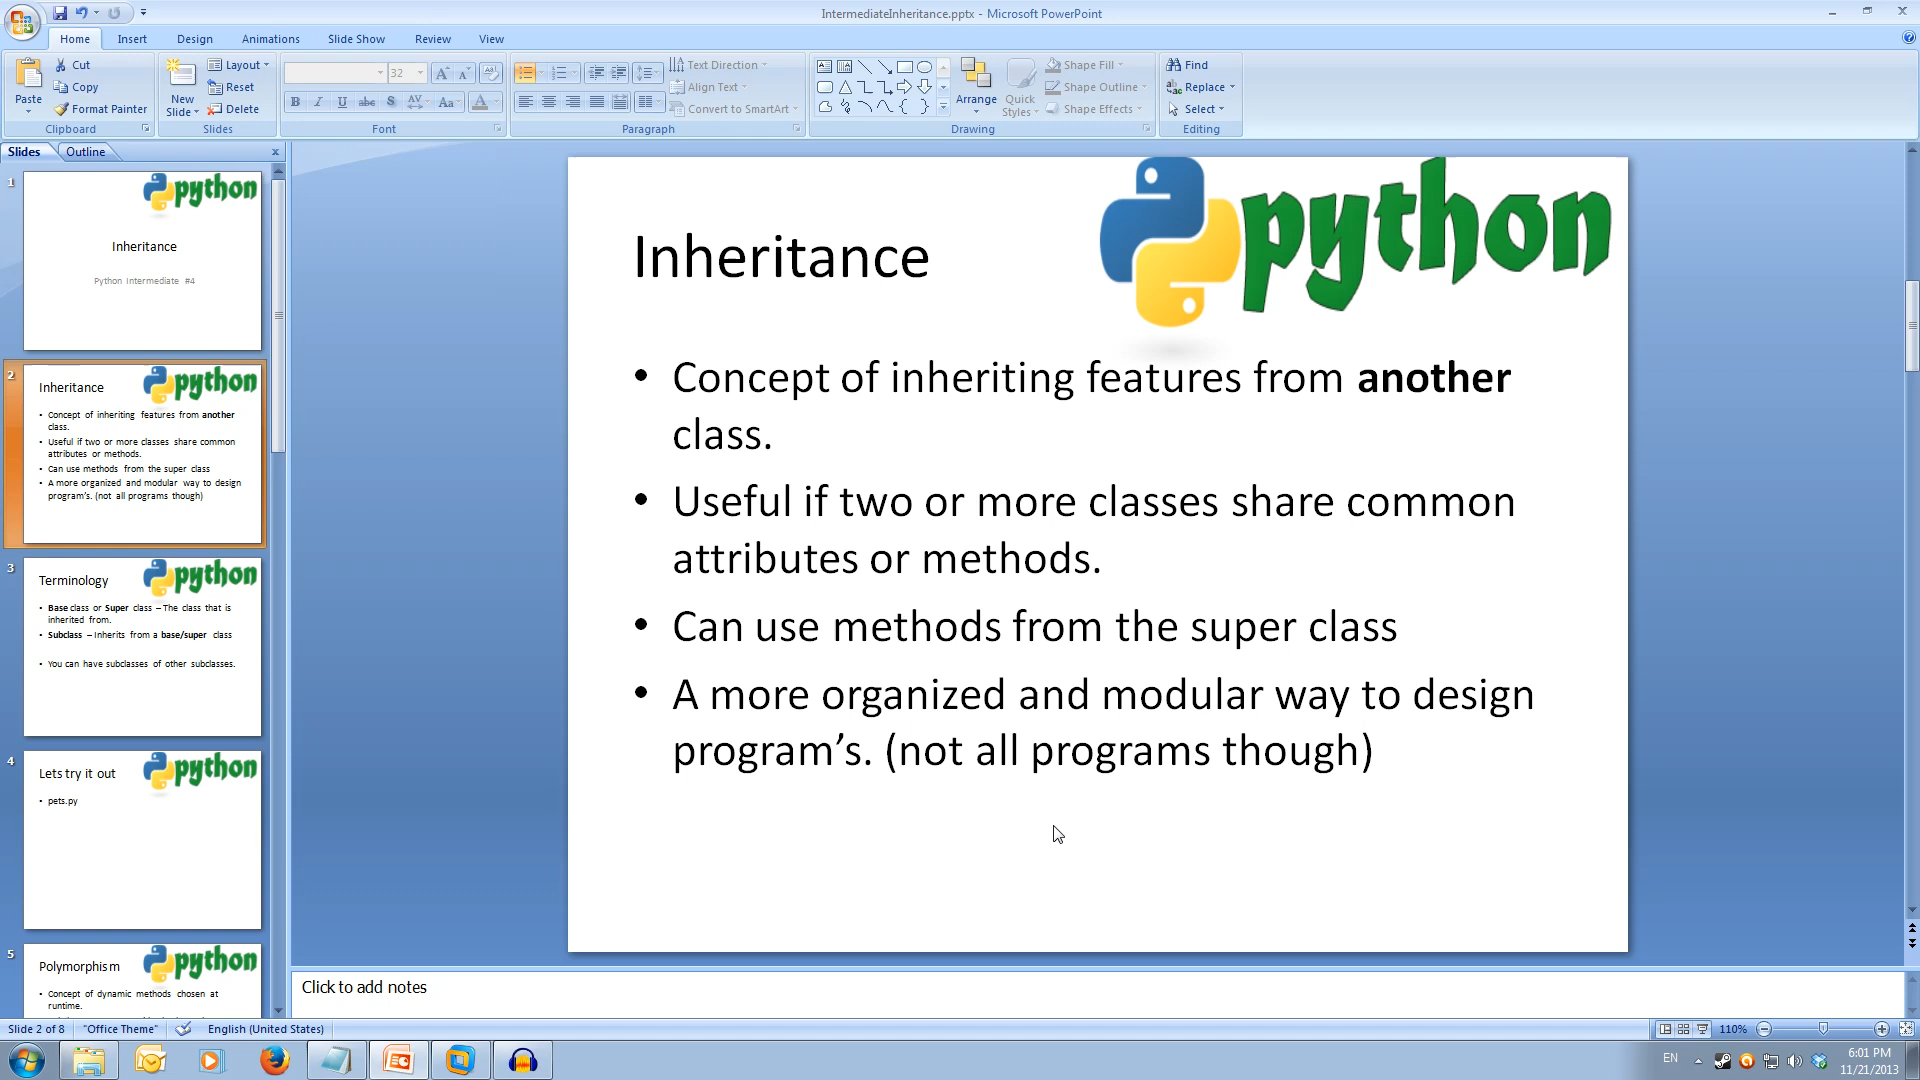 IntermediateInheritance.pptx - Microsoft PowerPoint
Home Insert Design Animations Slide Show Review View
Paste
Cut
Copy
Format Painter
Clipboard
New Slide
Layout
Reset
Delete
Slides
32
B I U abc S AV Aa A
Font
Text Direction
Align Text
Convert to SmartArt
Paragraph
Arrange
Quick Styles
Shape Fill
Shape Outline
Shape Effects
Drawing
Find
Replace
Select
Editing
Slides Outline
1
python
Inheritance
Python Intermediate #4
2
python
Inheritance
• Concept of inheriting features from another
class.
• Useful if two or more classes share common
attributes or methods.
• Can use methods from the super class
• A more organized and modular way to design
program's. (not all programs though)
3
python
Terminology
• Base class or Super class – The class that is
inherited from.
• Subclass – Inherits from a base/super class
• You can have subclasses of other subclasses.
4
python
Lets try it out
• pets.py
5
python
Polymorphism
• Concept of dynamic methods chosen at
runtime.
python
Inheritance
• Concept of inheriting features from another
class.
• Useful if two or more classes share common
attributes or methods.
• Can use methods from the super class
• A more organized and modular way to design
program’s. (not all programs though)
Click to add notes
Slide 2 of 8 "Office Theme" English (United States) 110%
EN 6:01 PM
11/21/2013